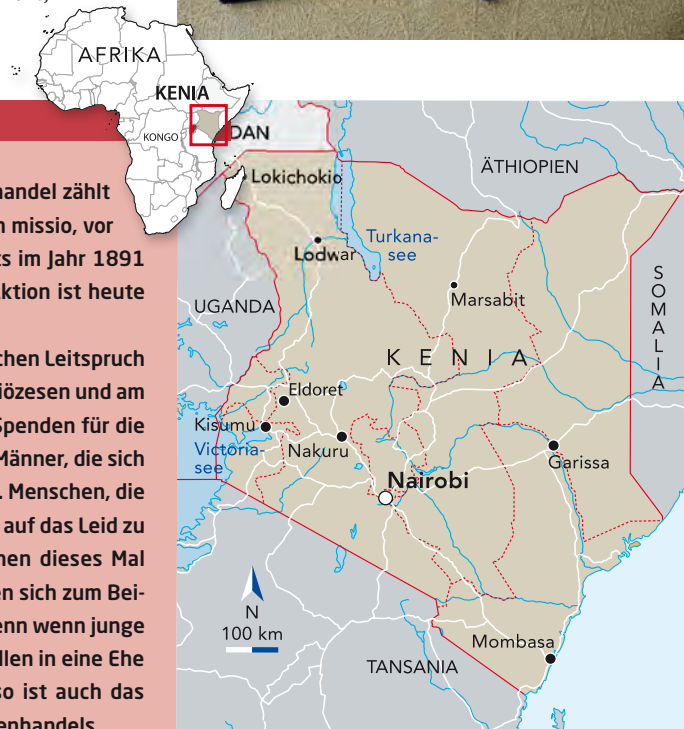 AFRIKA
KENIA
KONGO
DAN
andel zählt
missio, vor
s im Jahr 1891
ktion ist heute
chen Leitspruch
iözesen und am
Spenden für die
Männer, die sich
. Menschen, die
auf das Leid zu
nen dieses Mal
en sich zum Bei-
enn wenn junge
llen in eine Ehe
so ist auch das
enhandels
ÄTHIOPIEN
Lokichokio
Turkana-
see
Lodwar
SOMALIA
Marsabit
UGANDA
KENIA
Eldoret
Kisumu
Victoria-
see
Nakuru
Garissa
Nairobi
N
100 km
Mombasa
TANSANIA